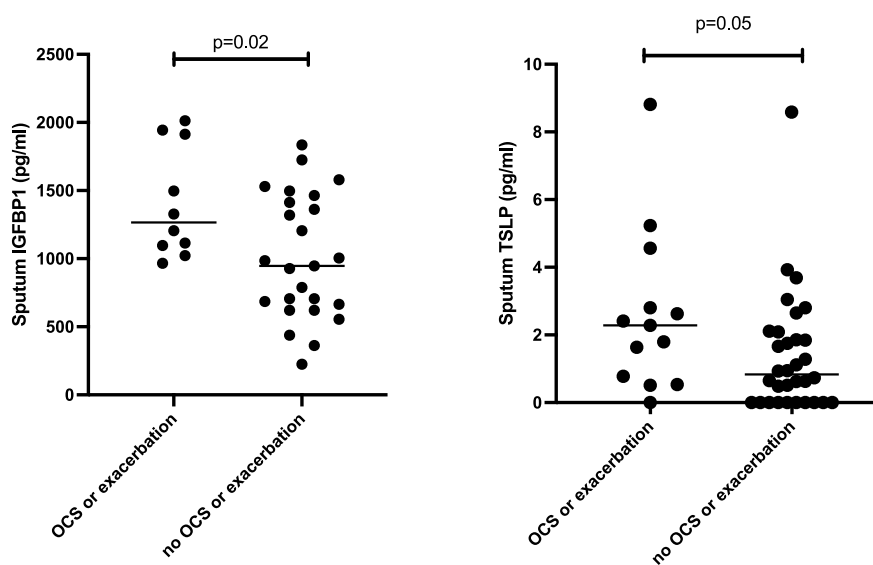 p=0.02
2500
2000
1500
1000
500
0
Sputum IGFBP1 (pg/ml)
OCS or exacerbation
no OCS or exacerbation
p=0.05
10
8
6
4
2
0
Sputum TSLP (pg/ml)
OCS or exacerbation
no OCS or exacerbation